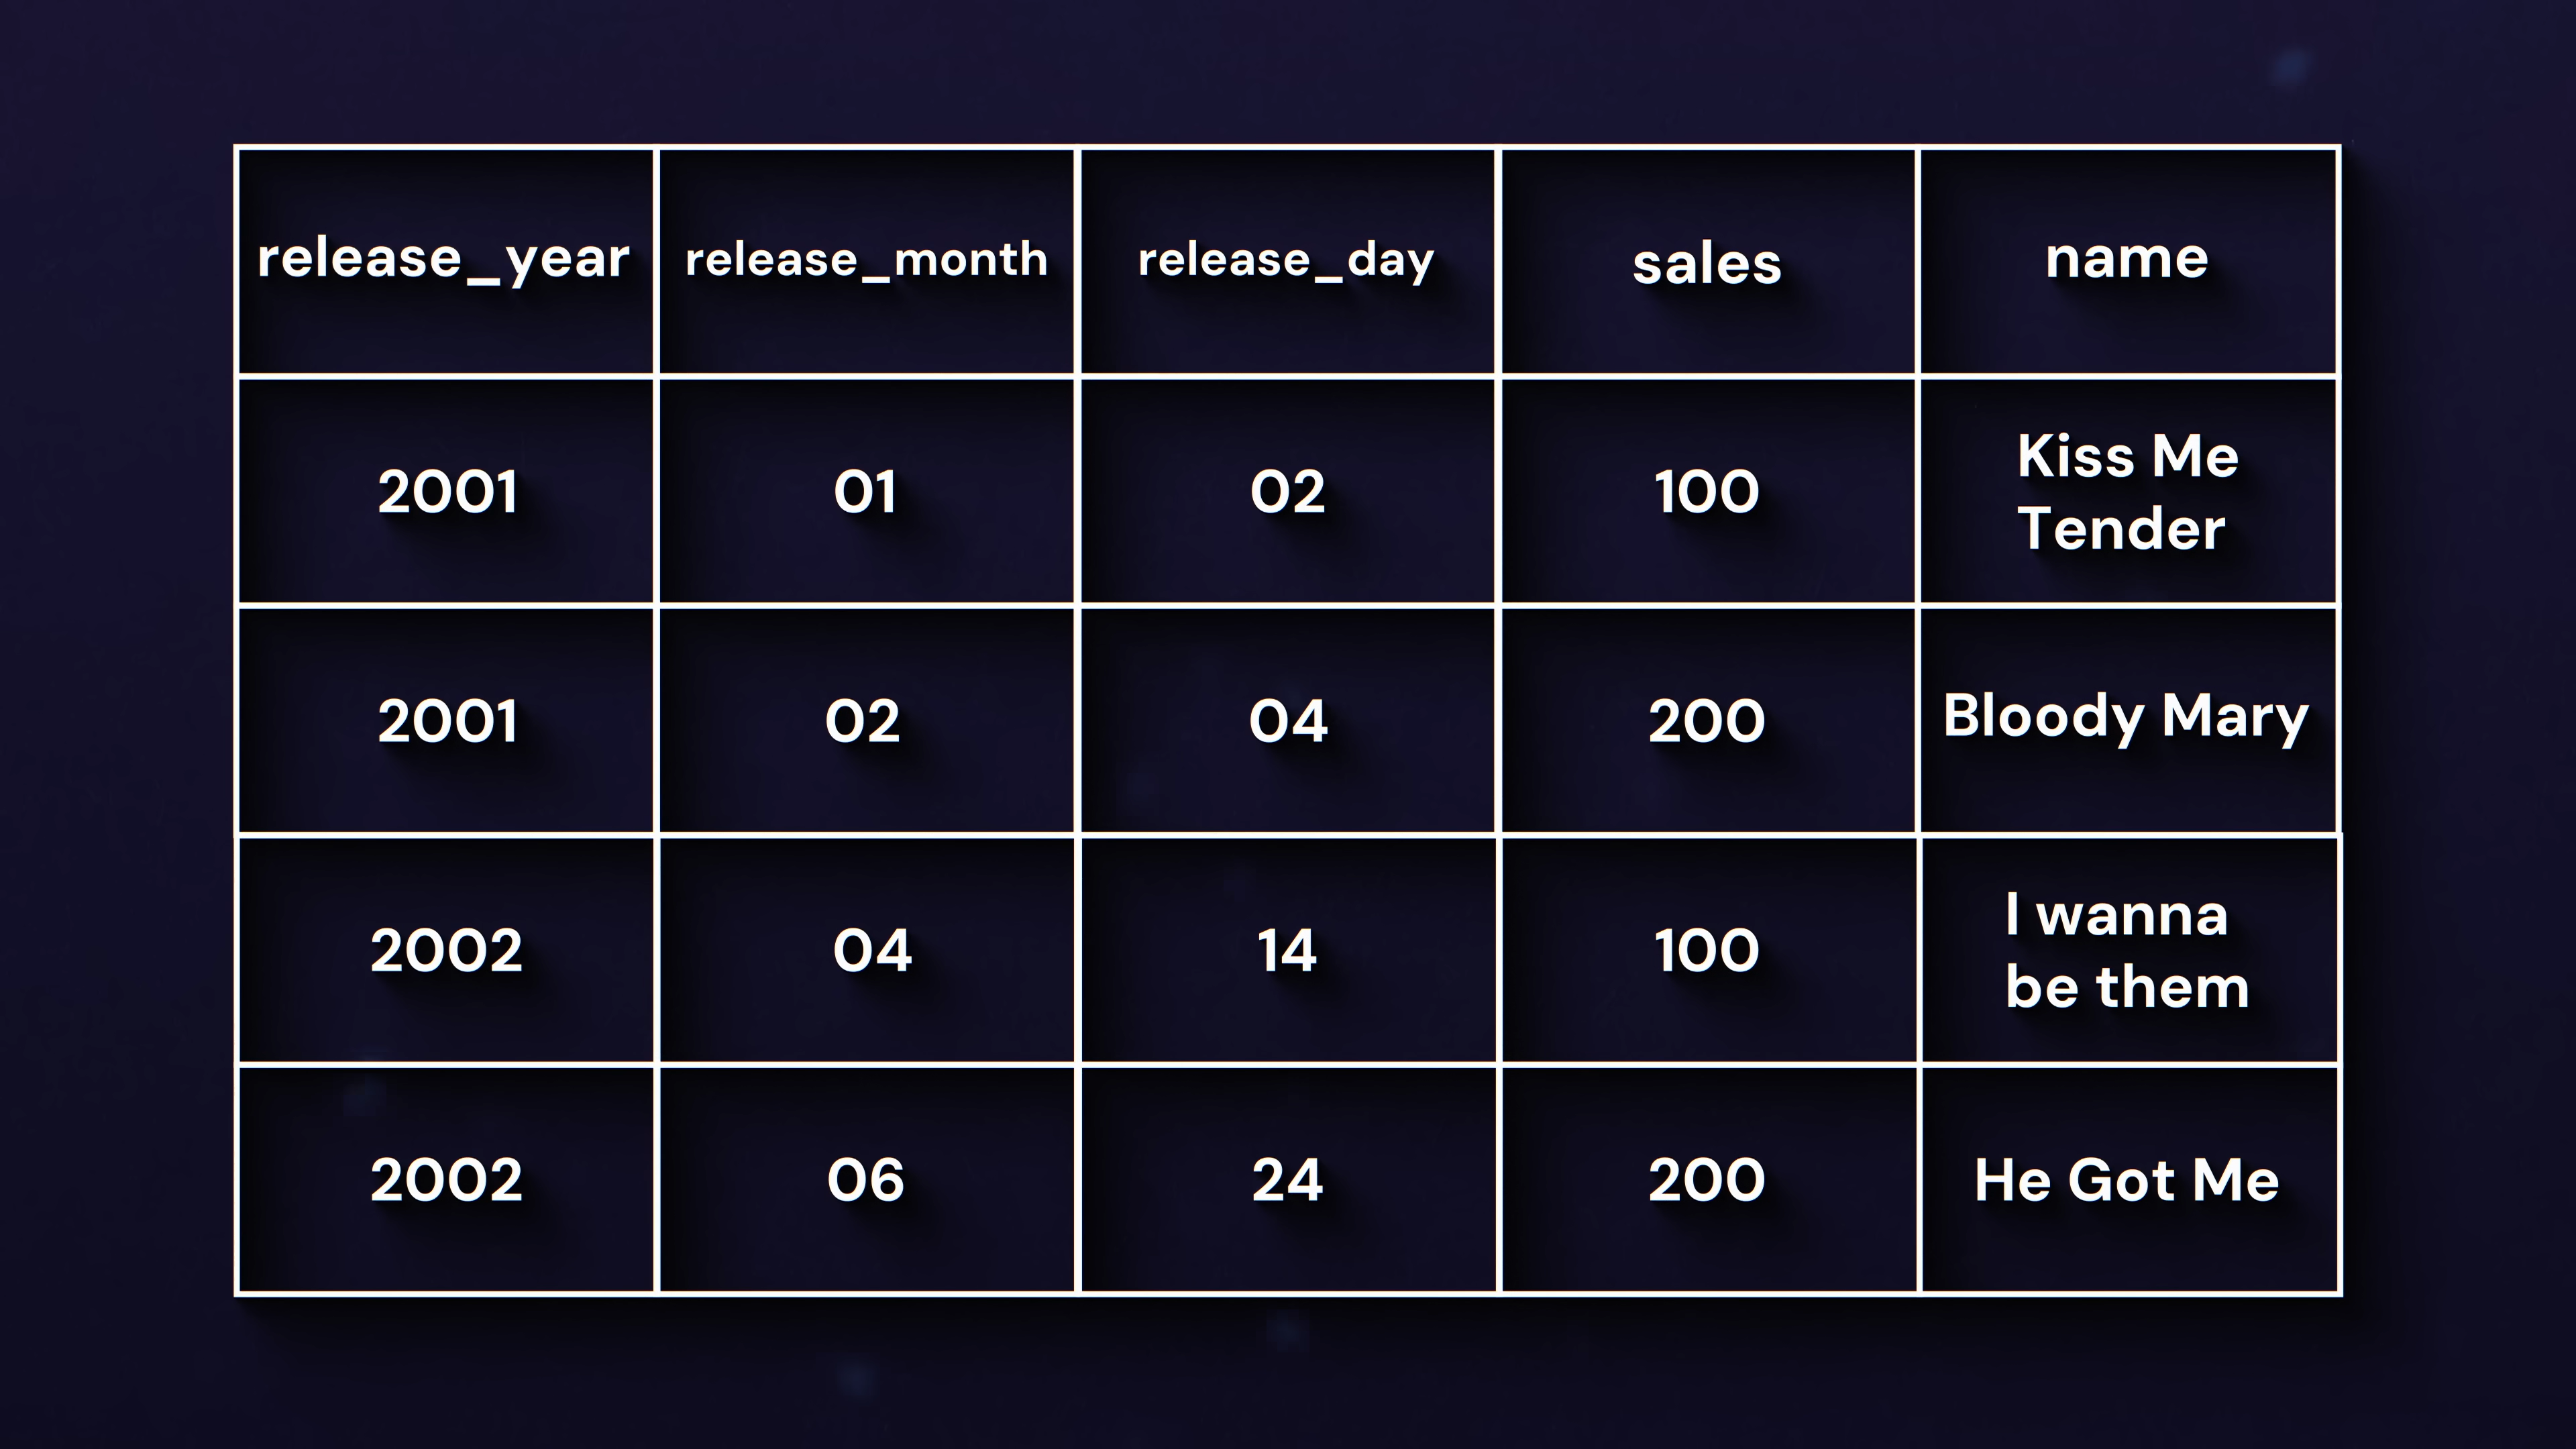 release_year release_month release_day sales name
2001 01 02 100 Kiss Me
Tender
2001 02 04 200 Bloody Mary
2002 04 14 100 I wanna
be them
2002 06 24 200 He Got Me